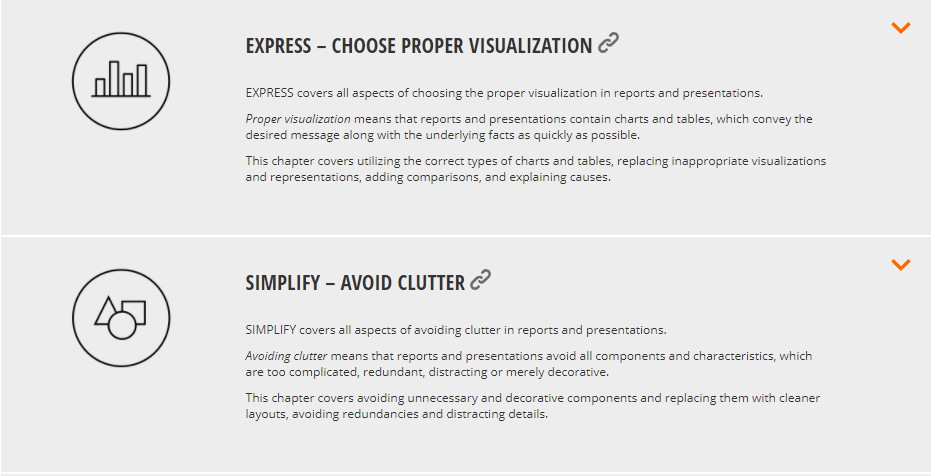 EXPRESS – CHOOSE PROPER VISUALIZATION
EXPRESS covers all aspects of choosing the proper visualization in reports and presentations.
Proper visualization means that reports and presentations contain charts and tables, which convey the
desired message along with the underlying facts as quickly as possible.
This chapter covers utilizing the correct types of charts and tables, replacing inappropriate visualizations
and representations, adding comparisons, and explaining causes.
SIMPLIFY – AVOID CLUTTER
SIMPLIFY covers all aspects of avoiding clutter in reports and presentations.
Avoiding clutter means that reports and presentations avoid all components and characteristics, which
are too complicated, redundant, distracting or merely decorative.
This chapter covers avoiding unnecessary and decorative components and replacing them with cleaner
layouts, avoiding redundancies and distracting details.